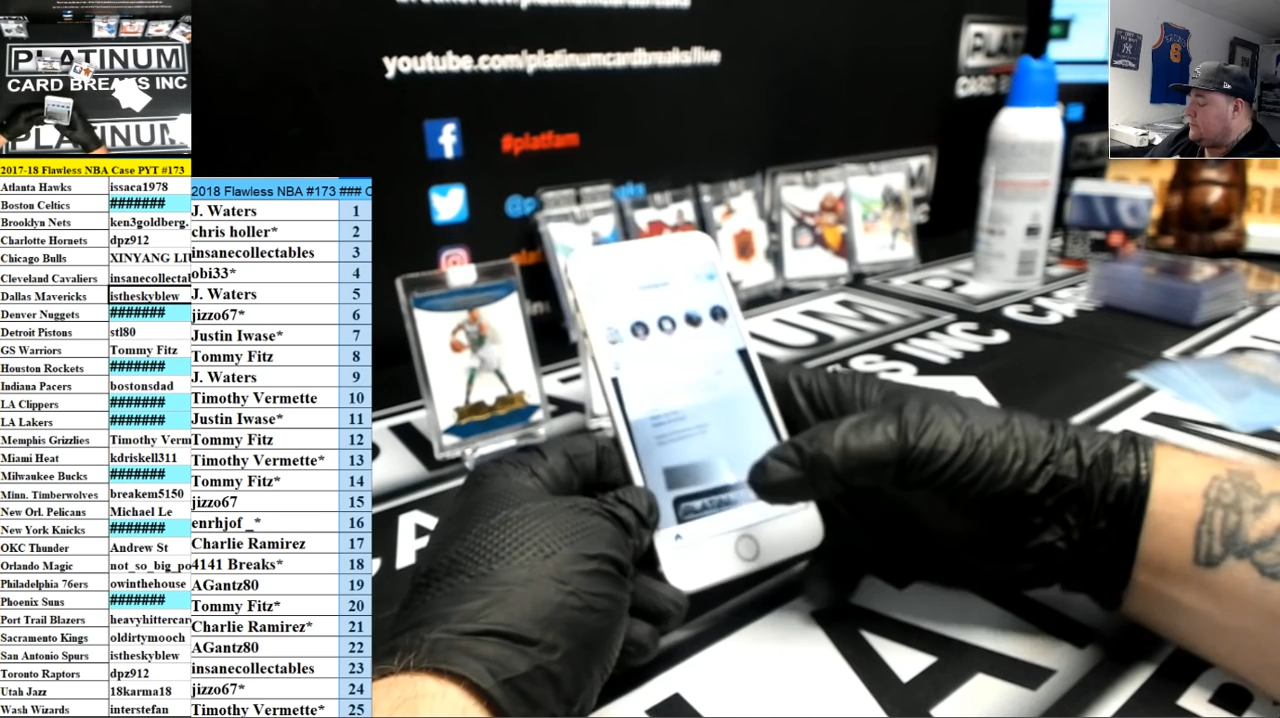 youtube.com/platinumcardbreaks/live
#platfam
PLATINUM
CARD BREAKS INC
PLATINUM
2017-18 Flawless NBA Case PYT #173
Atlanta Hawks issaca1978
Boston Celtics #######
Brooklyn Nets ken3goldberg.
Charlotte Hornets dpz912
Chicago Bulls XINYANG LI
Cleveland Cavaliers insanecollectal
Dallas Mavericks istheskyblew
Denver Nuggets #######
Detroit Pistons stl80
GS Warriors Tommy Fitz
Houston Rockets #######
Indiana Pacers bostonsdad
LA Clippers #######
LA Lakers #######
Memphis Grizzlies Timothy Verm
Miami Heat kdriskell311
Milwaukee Bucks #######
Minn. Timberwolves breakem5150
New Orl. Pelicans Michael Le
New York Knicks #######
OKC Thunder Andrew St
Orlando Magic not_so_big_po
Philadelphia 76ers owinthehouse
Phoenix Suns #######
Port Trail Blazers heavyhittercar
Sacramento Kings oldirtymooch
San Antonio Spurs istheskyblew
Toronto Raptors dpz912
Utah Jazz 18karma18
Wash Wizards interstefan
2018 Flawless NBA #173 ### C
J. Waters 1
chris holler* 2
insanecollectables 3
obi33* 4
J. Waters 5
jizzo67* 6
Justin Iwase* 7
Tommy Fitz 8
J. Waters 9
Timothy Vermette 10
Justin Iwase* 11
Tommy Fitz 12
Timothy Vermette* 13
Tommy Fitz* 14
jizzo67 15
enrhjof_* 16
Charlie Ramirez 17
4141 Breaks* 18
AGantz80 19
Tommy Fitz* 20
Charlie Ramirez* 21
AGantz80 22
insanecollectables 23
jizzo67* 24
Timothy Vermette* 25